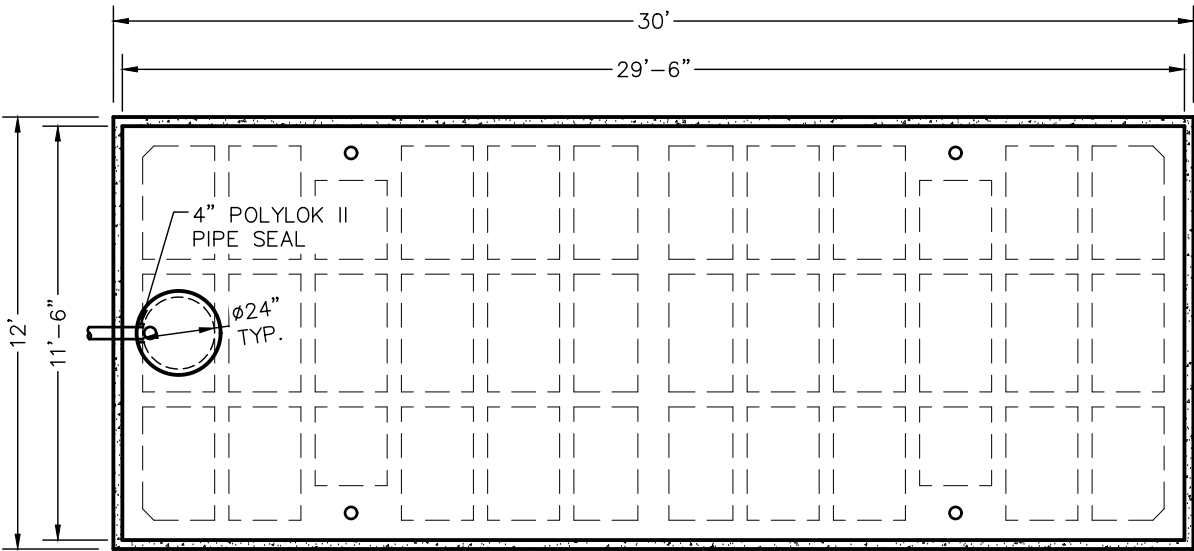 30'
29'-6"
4" POLYLOK II
PIPE SEAL
ø24"
TYP.
12'
11'-6"